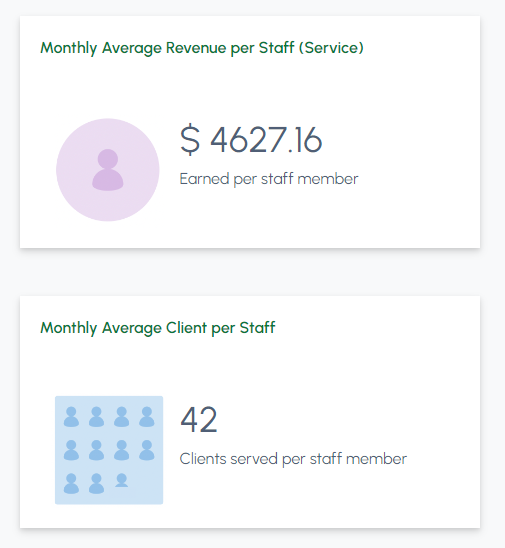 Monthly Average Revenue per Staff (Service)
$ 4627.16
Earned per staff member
Monthly Average Client per Staff
42
Clients served per staff member